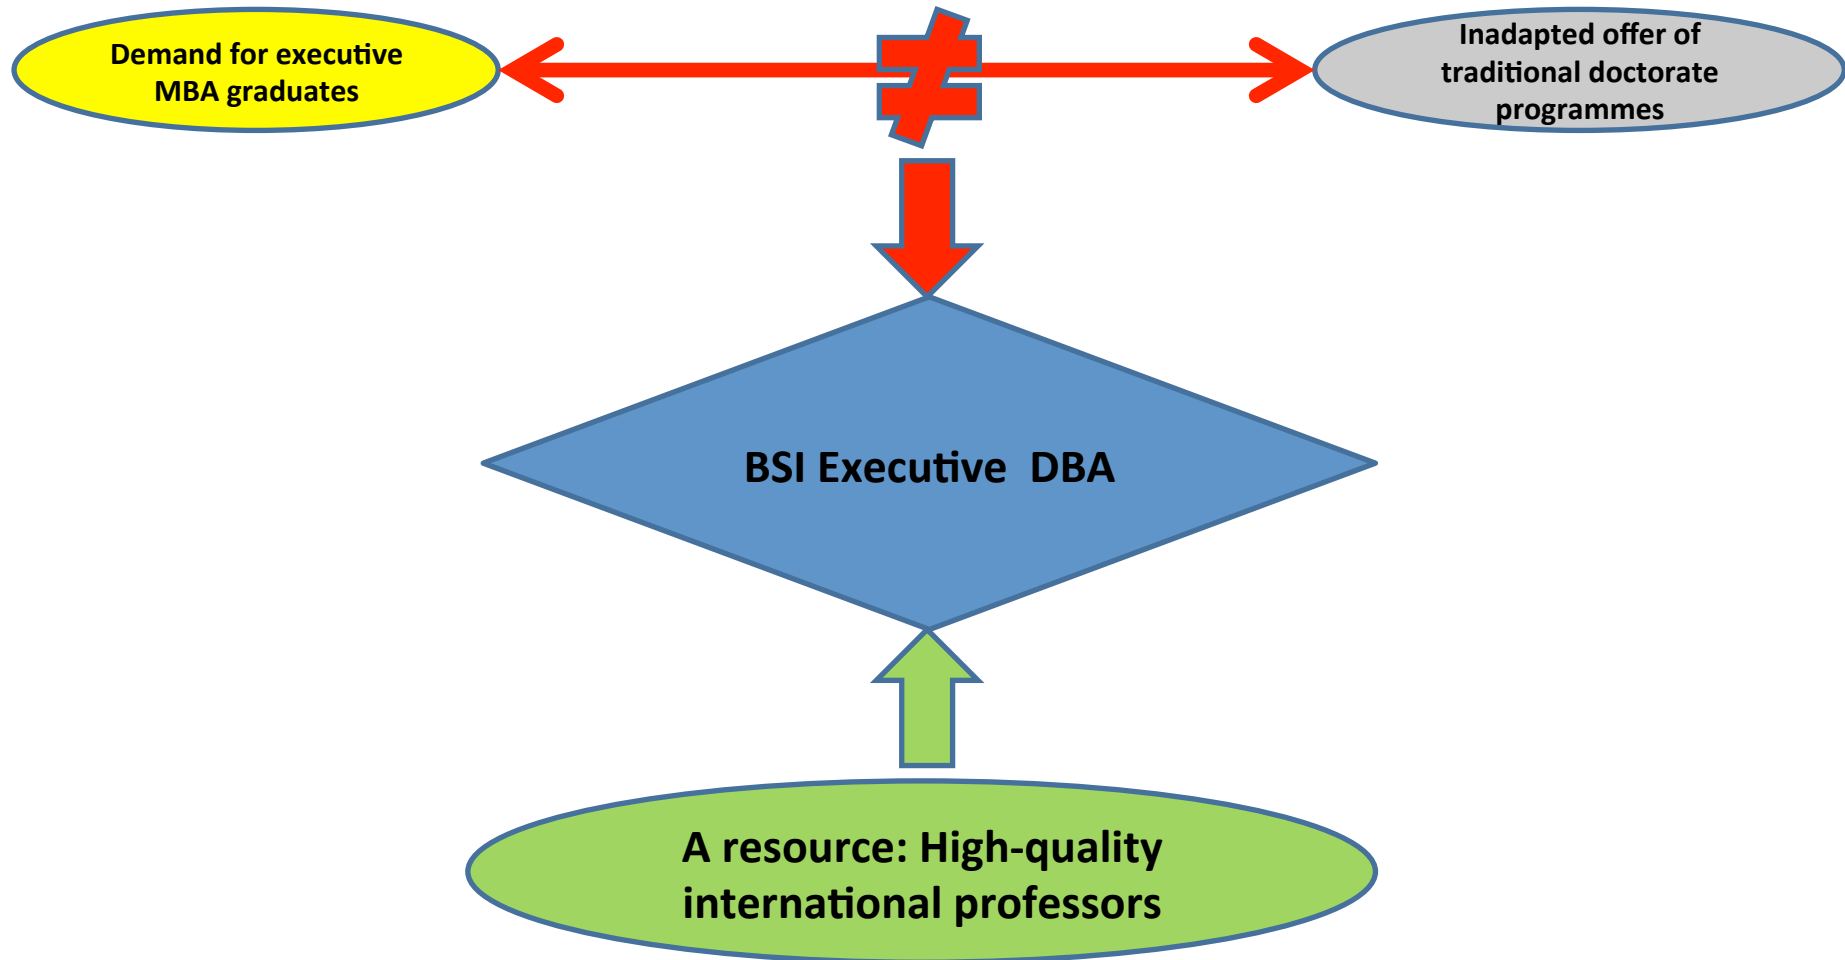 Demand for executive
MBA graduates
Inadapted offer of
traditional doctorate
programmes
BSI Executive  DBA
A resource: High-quality
international professors